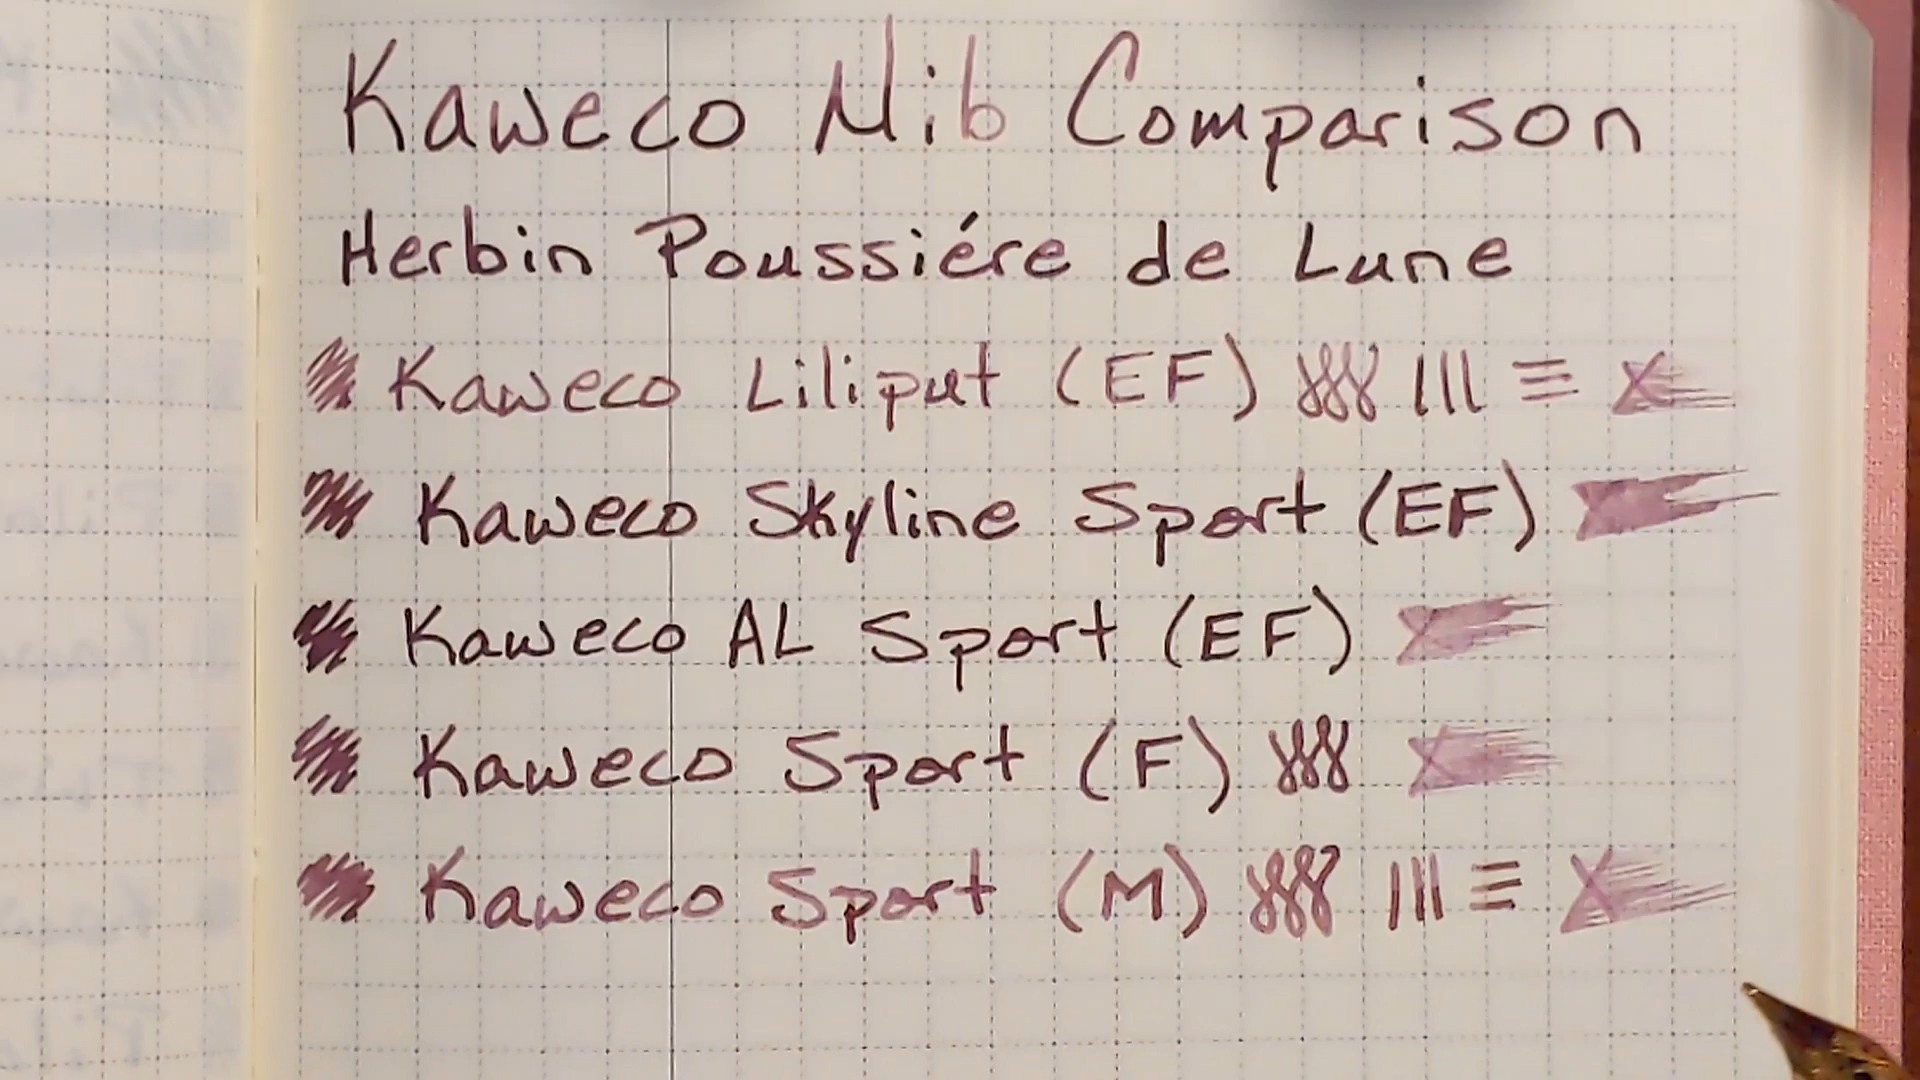 Kaweco Nib Comparison
Herbin Poussiére de Lune
Kaweco Liliput (EF)
Kaweco Skyline Sport (EF)
Kaweco AL Sport (EF)
Kaweco Sport (F)
Kaweco Sport (M)